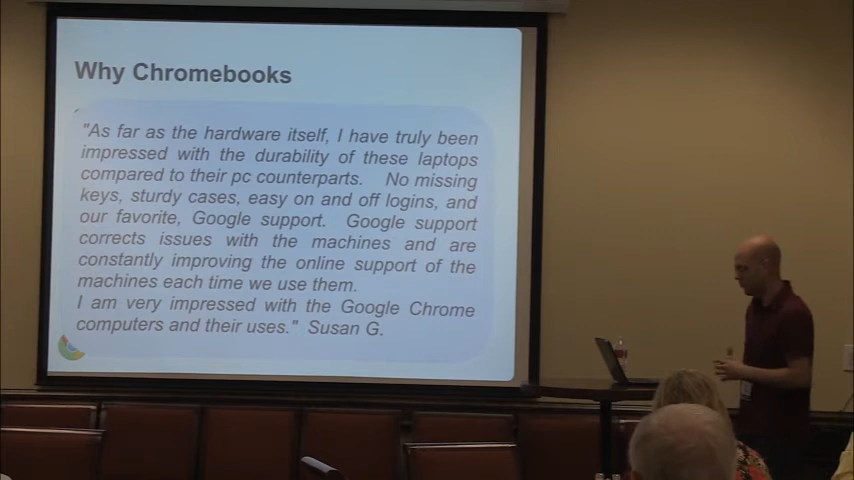 Why Chromebooks
"As far as the hardware itself, I have truly been
impressed with the durability of these laptops
compared to their pc counterparts. No missing
keys, sturdy cases, easy on and off logins, and
our favorite, Google support. Google support
corrects issues with the machines and are
constantly improving the online support of the
machines each time we use them.
I am very impressed with the Google Chrome
computers and their uses." Susan G.